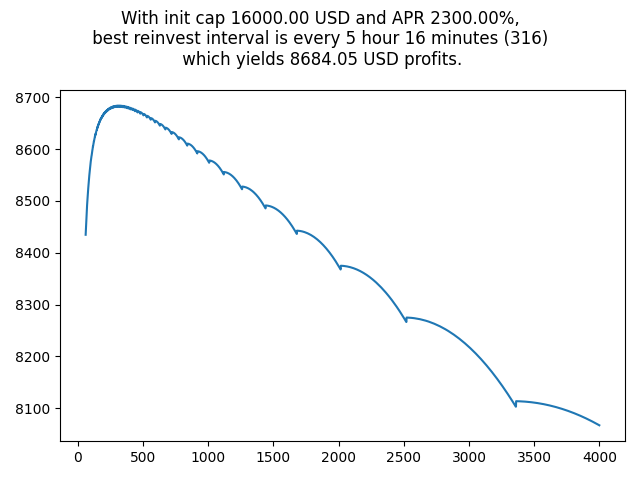 With init cap 16000.00 USD and APR 2300.00%,
best reinvest interval is every 5 hour 16 minutes (316)
which yields 8684.05 USD profits.
8700
8600
8500
8400
8300
8200
8100
0 500 1000 1500 2000 2500 3000 3500 4000